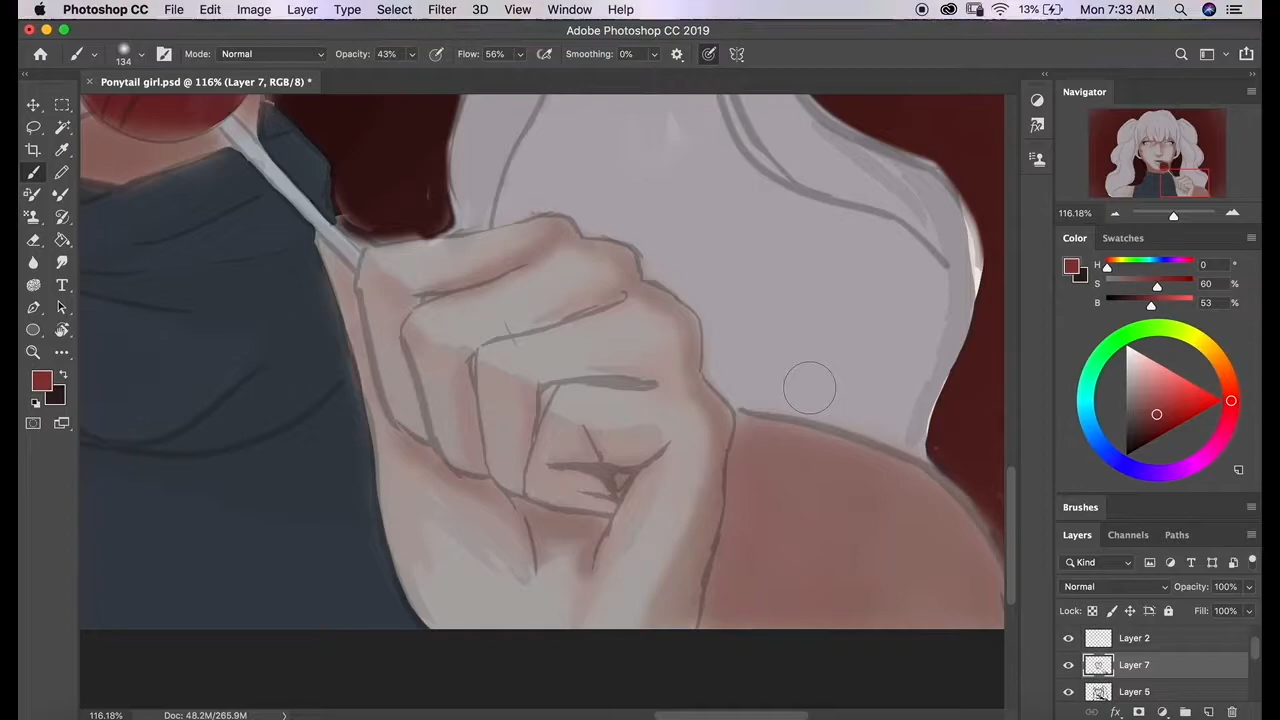 Photoshop CC File Edit Image Layer Type Select Filter 3D View Window Help 13% Mon 7:33 AM
Adobe Photoshop CC 2019
134 Mode: Normal Opacity: 43% Flow: 56% Smoothing: 0%
Ponytail girl.psd @ 116% (Layer 7, RGB/8) *
Navigator
116.18%
Color Swatches
H 0 °
S 60 %
B 53 %
Brushes
Layers Channels Paths
Kind
Normal Opacity: 100%
Lock: Fill: 100%
Layer 2
Layer 7
Layer 5
116.18% Doc: 48.2M/265.9M